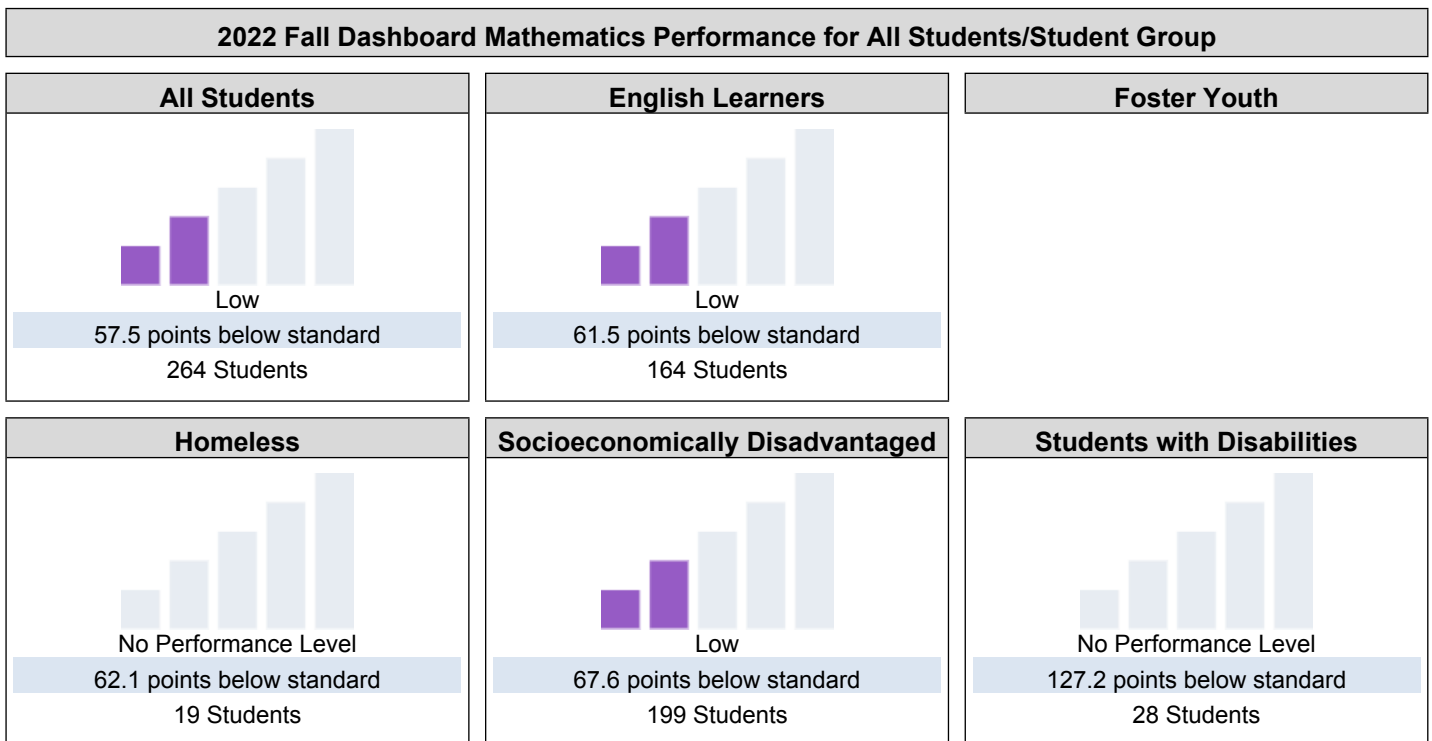 2022 Fall Dashboard Mathematics Performance for All Students/Student Group
All Students
Low
57.5 points below standard
264 Students
English Learners
Low
61.5 points below standard
164 Students
Foster Youth
Homeless
No Performance Level
62.1 points below standard
19 Students
Socioeconomically Disadvantaged
Low
67.6 points below standard
199 Students
Students with Disabilities
No Performance Level
127.2 points below standard
28 Students